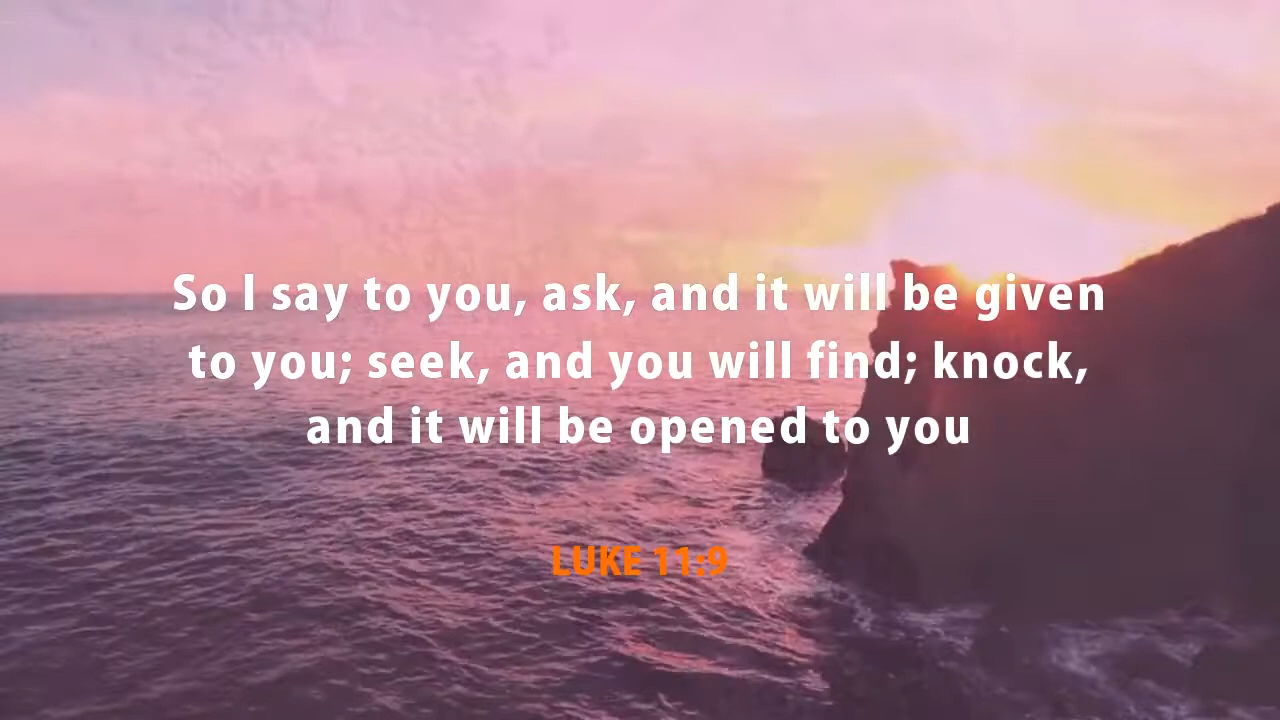 So I say to you, ask, and it will be given
to you; seek, and you will find; knock,
and it will be opened to you
LUKE 11:9